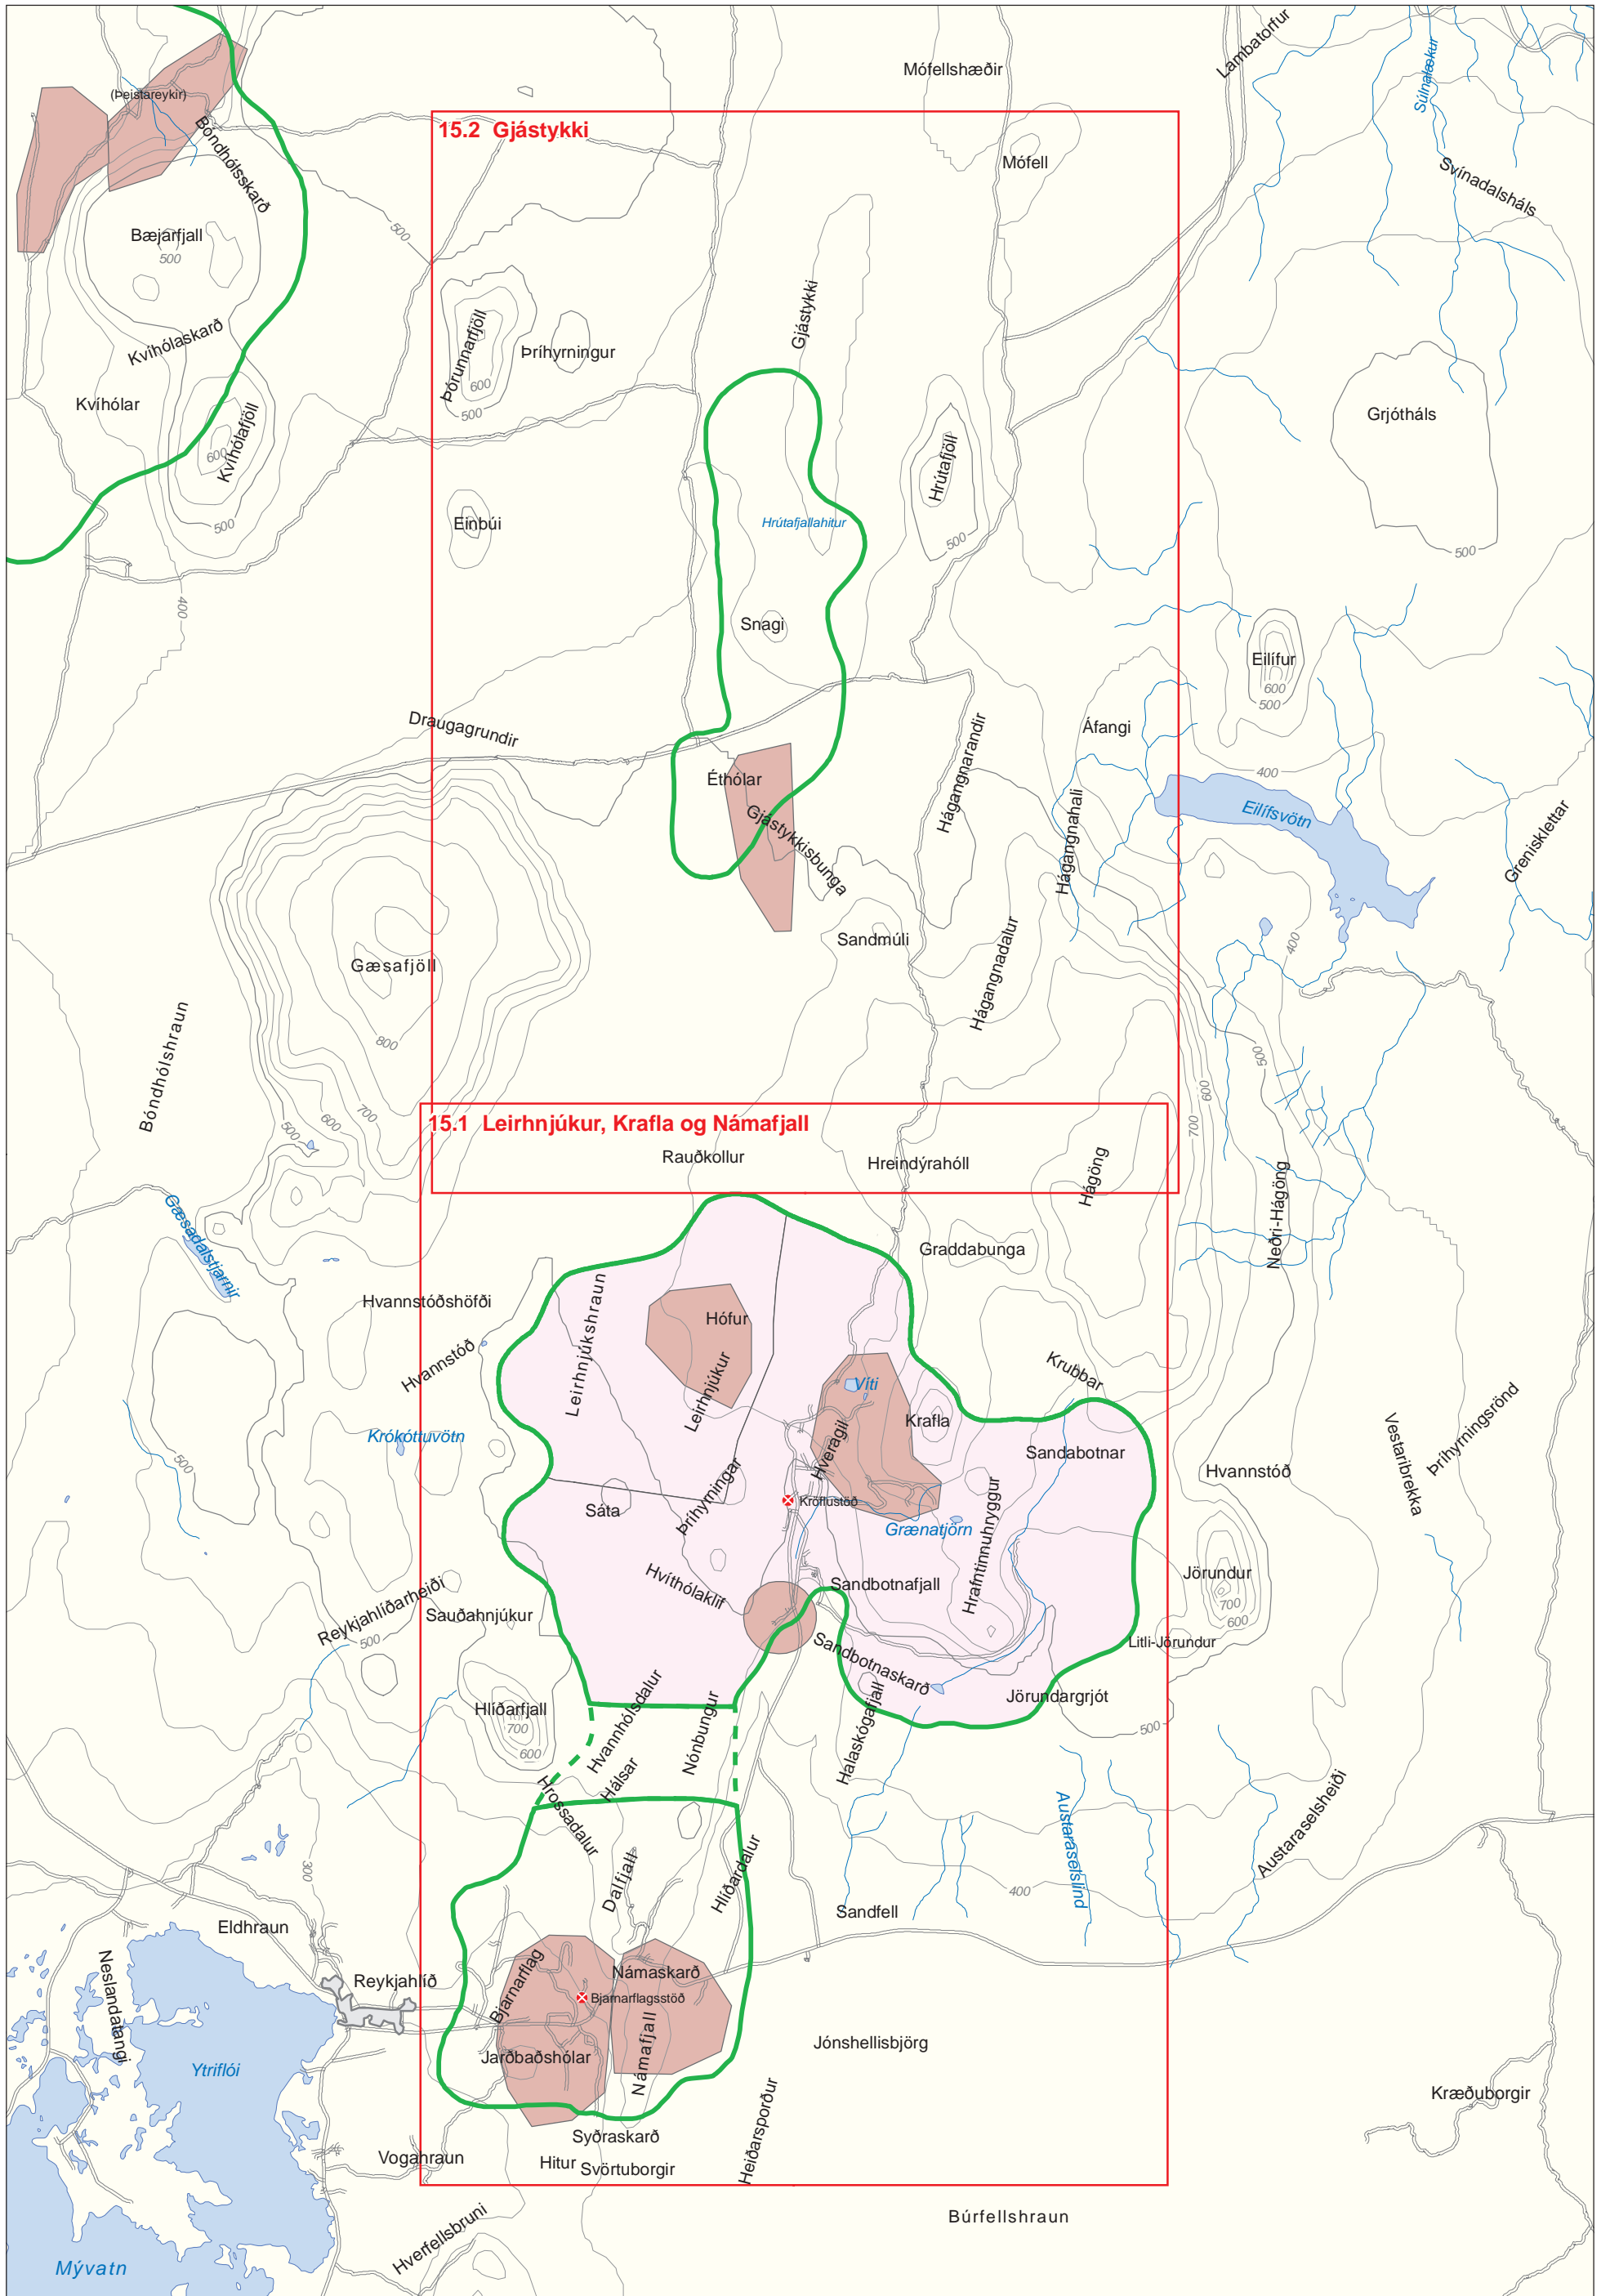 Lambatorfur
Súlnalækur
Mófellshæðir
(Þeistareykir)
15.2 Gjástykki
Bóndhólsskarð
Mófell
Svínadalsháls
Bæjarfjall
500
500
Gjástykki
Kvíhólaskarð
Þórunnarfjöll
Þríhyrningur
600
500
Kvíhólar
Kvíhólafjöll
600
Grjótháls
Hrútafjöll
500
Einbúi
Hrútafjallahitur
500
500
400
Snagi
Eilífur
600
500
Draugagrundir
Áfangi
Éthólar
Hágangnarandir
400
Gjástykkisbunga
Hágangnahali
Eilífsvötn
Grenisklettar
Sandmúli
400
Gæsafjöll
Hágangnadalur
800
Bóndhólshraun
500
600
700
700
600
500
15.1 Leirhnjúkur, Krafla og Námafjall
Rauðkollur
Hreindýrahóll
Hágöng
Neðri-Hágöng
Gæsadalstjarnir
Graddabunga
Hvannstóðshöfði
Leirhnjúkshraun
Hófur
Hvannstóð
Leirhnjúkur
Víti
Krubbar
Krafla
Krókóttuvötn
Hveragil
Sandabotnar
Vestaribrekka
Þríhyrningsrönd
500
Hvannstóð
Sáta
Þríhyrningar
Kröflustöð
Grænatjörn
Hrafntinnuhryggur
Hvíthólaklif
Sandbotnafjall
Jörundur
700
600
Reykjahlíðarheiði
500
Sauðahnjúkur
Sandbotnaskarð
Litli-Jörundur
Hlíðarfjall
700
600
Hvannhólsdalur
Nónbungur
Halaskógafjall
Jörundargrjót
500
Hálsar
Hrossadalur
Austaraselslind
Austaraselsheiði
300
Dalfjall
Hlíðardalur
400
Sandfell
Eldhraun
Neslandatangi
Reykjahlíð
Bjarnarflag
Námaskarð
Bjarnarflagsstöð
Námafjall
Jónshellisbjörg
Jarðbaðshólar
Ytriflói
Kræðuborgir
Heiðarsporður
Syðraskarð
Vogahraun
Hitur
Svörtuborgir
Hverfellsbruni
Búrfellshraun
Mývatn